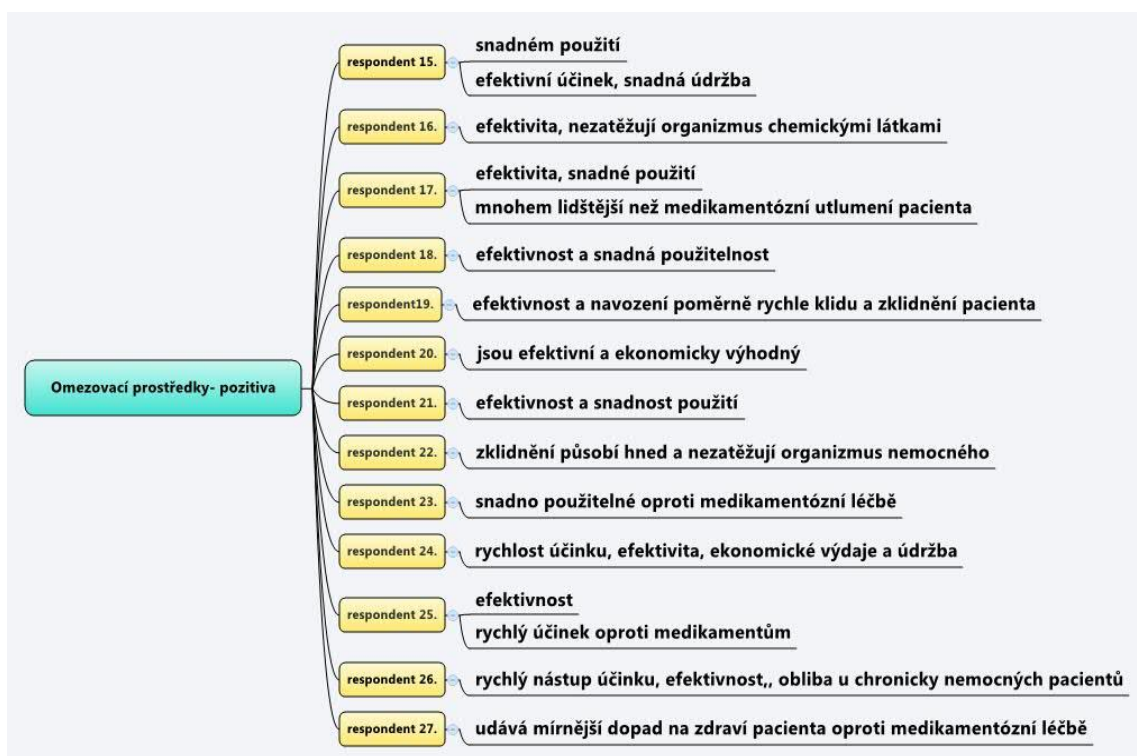 Omezovací prostředky- pozitiva
respondent 15.
snadném použití
efektivní účinek, snadná údržba
respondent 16.
efektivita, nezatěžují organizmus chemickými látkami
respondent 17.
efektivita, snadné použití
mnohem lidštější než medikamentózní utlumení pacienta
respondent 18.
efektivnost a snadná použitelnost
respondent19.
efektivnost a navození poměrně rychle klidu a zklidnění pacienta
respondent 20.
jsou efektivní a ekonomicky výhodný
respondent 21.
efektivnost a snadnost použití
respondent 22.
zklidnění působí hned a nezatěžují organizmus nemocného
respondent 23.
snadno použitelné oproti medikamentózní léčbě
respondent 24.
rychlost účinku, efektivita, ekonomické výdaje a údržba
respondent 25.
efektivnost
rychlý účinek oproti medikamentům
respondent 26.
rychlý nástup účinku, efektivnost,, obliba u chronicky nemocných pacientů
respondent 27.
udává mírnější dopad na zdraví pacienta oproti medikamentózní léčbě